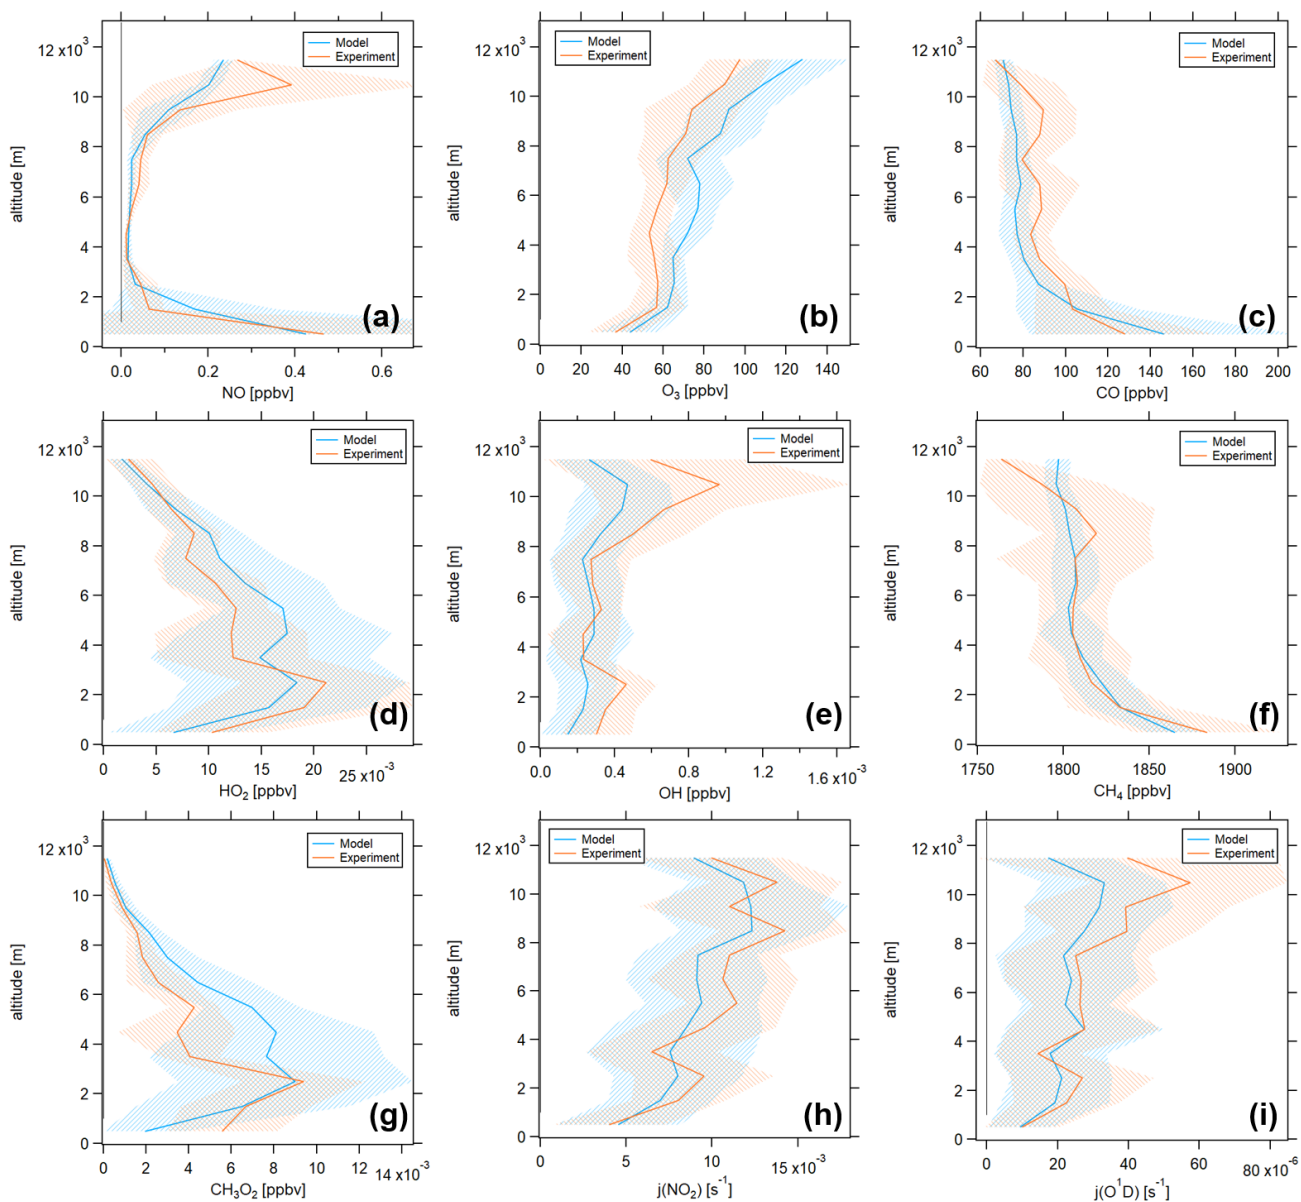 12 x10³
10
8
6
4
2
0
altitude [m]
Model
Experiment
(a)
0.0
0.2
0.4
0.6
NO [ppbv]
12 x10³
10
8
6
4
2
0
altitude [m]
Model
Experiment
(b)
0
20
40
60
80
100
120
140
O₃ [ppbv]
12 x10³
10
8
6
4
2
0
altitude [m]
Model
Experiment
(c)
60
80
100
120
140
160
180
200
CO [ppbv]
12 x10³
10
8
6
4
2
0
altitude [m]
Model
Experiment
(d)
0
5
10
15
20
25 x10⁻³
HO₂ [ppbv]
12 x10³
10
8
6
4
2
0
altitude [m]
Model
Experiment
(e)
0.0
0.4
0.8
1.2
1.6 x10⁻³
OH [ppbv]
12 x10³
10
8
6
4
2
0
altitude [m]
Model
Experiment
(f)
1750
1800
1850
1900
CH₄ [ppbv]
12 x10³
10
8
6
4
2
0
altitude [m]
Model
Experiment
(g)
0
2
4
6
8
10
14 x10⁻³
CH₃O₂ [ppbv]
12 x10³
10
8
6
4
2
0
altitude [m]
Model
Experiment
(h)
0
5
10
15 x10⁻³
j(NO₂) [s⁻¹]
12 x10³
10
8
6
4
2
0
altitude [m]
Model
Experiment
(i)
0
20
40
60
80 x10⁻⁶
j(O¹D) [s⁻¹]